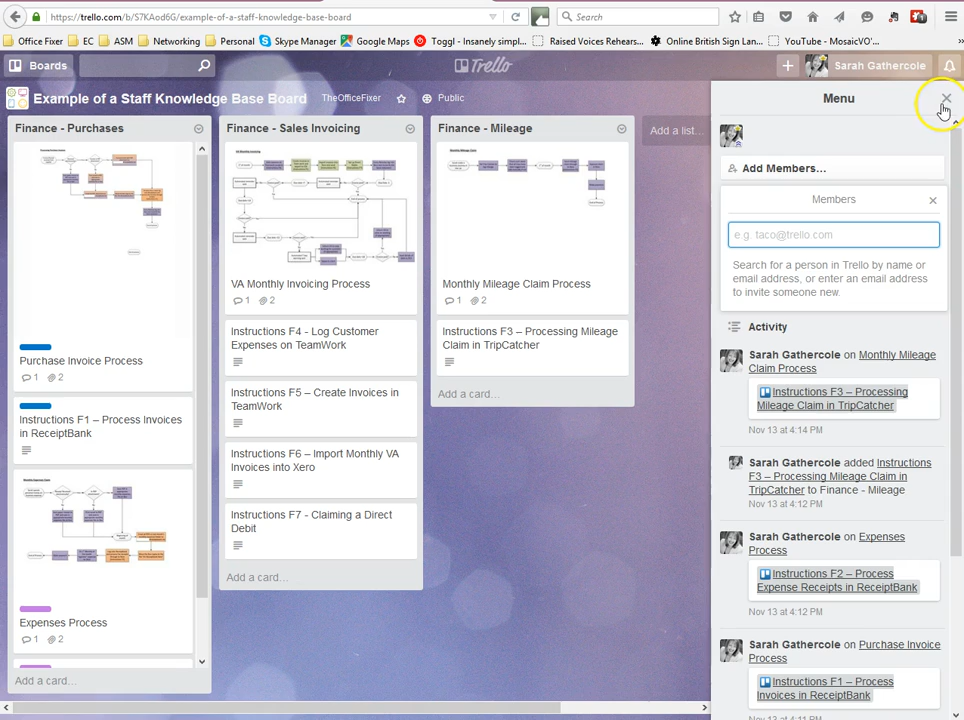 https://trello.com/b/S7KAod6G/example-of-a-staff-knowledge-base-board
Search
Office Fixer
EC
ASM
Networking
Personal
Skype Manager
Google Maps
Toggl - Insanely simpl...
Raised Voices Rehears...
Online British Sign Lan...
YouTube - MosaicVO'...
Boards
Trello
Sarah Gathercole
Example of a Staff Knowledge Base Board
TheOfficeFixer
Public
Finance - Purchases
Purchase Invoice Process
1
2
Instructions F1 – Process Invoices
in ReceiptBank
Expenses Process
1
2
Add a card…
Finance - Sales Invoicing
VA Monthly Invoicing Process
1
2
Instructions F4 - Log Customer
Expenses on TeamWork
Instructions F5 – Create Invoices in
TeamWork
Instructions F6 – Import Monthly VA
Invoices into Xero
Instructions F7 - Claiming a Direct
Debit
Add a card…
Finance - Mileage
Monthly Mileage Claim Process
1
2
Instructions F3 – Processing Mileage
Claim in TripCatcher
Add a card…
Add a list…
Menu
Add Members…
Members
e.g. taco@trello.com
Search for a person in Trello by name or
email address, or enter an email address
to invite someone new.
Activity
Sarah Gathercole on Monthly Mileage
Claim Process
Instructions F3 – Processing
Mileage Claim in TripCatcher
Nov 13 at 4:14 PM
Sarah Gathercole added Instructions
F3 – Processing Mileage Claim in
TripCatcher to Finance - Mileage
Nov 13 at 4:12 PM
Sarah Gathercole on Expenses
Process
Instructions F2 – Process
Expense Receipts in ReceiptBank
Nov 13 at 4:12 PM
Sarah Gathercole on Purchase Invoice
Process
Instructions F1 – Process
Invoices in ReceiptBank
Nov 13 at 4:11 PM